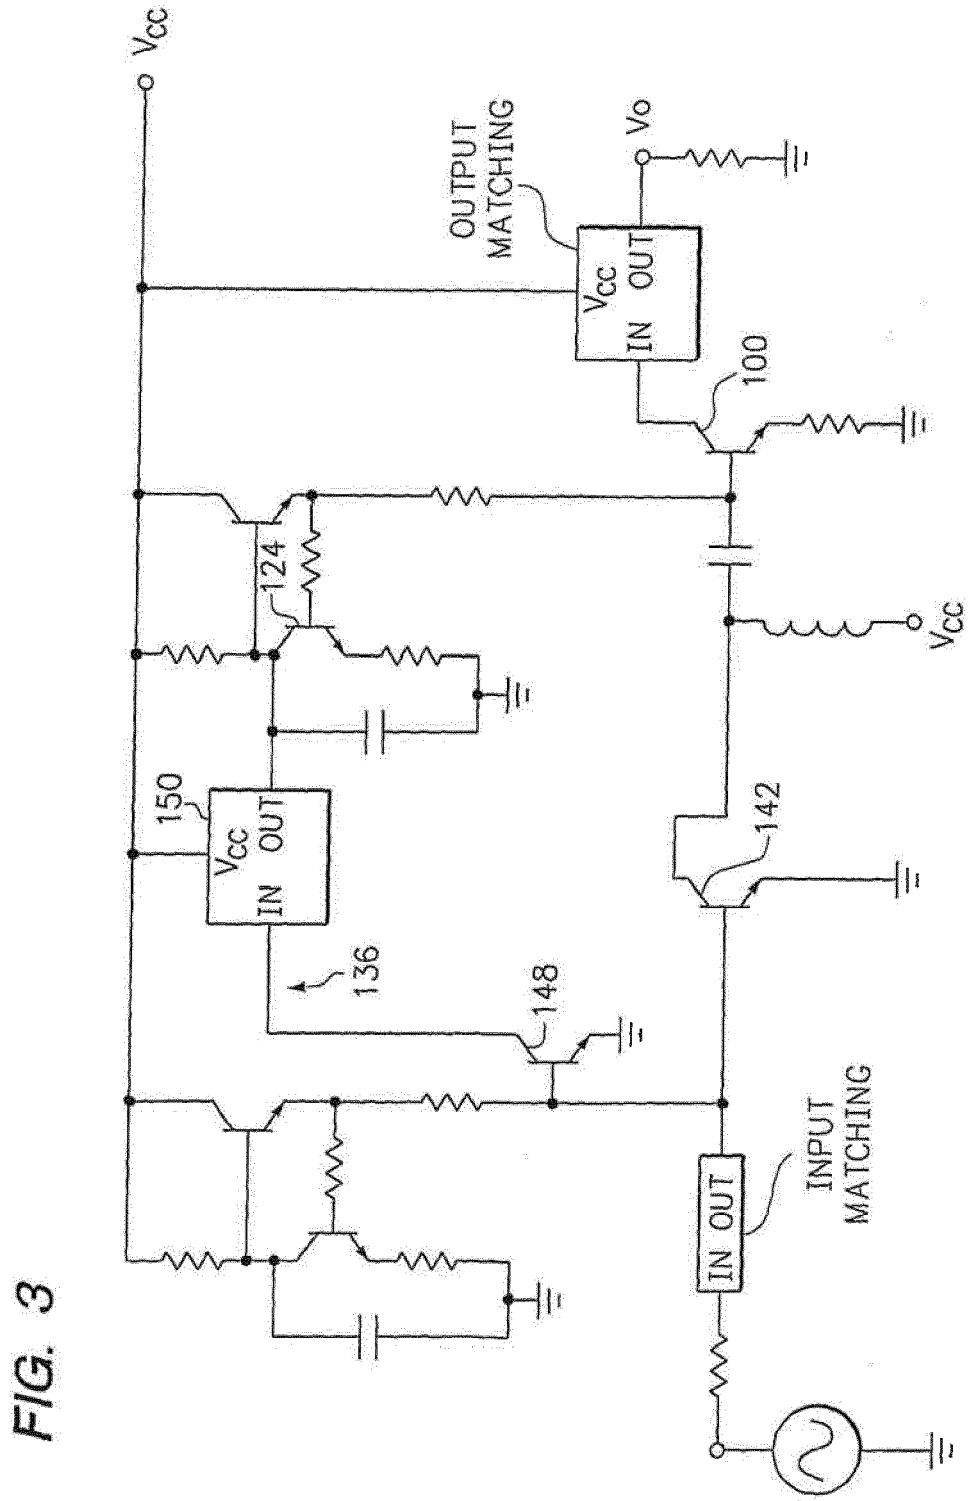 FIG. 3
VCC
OUTPUT
MATCHING
VCC
IN OUT
Vo
100
124
150
VCC
IN OUT
136
148
142
VCC
IN OUT
INPUT
MATCHING